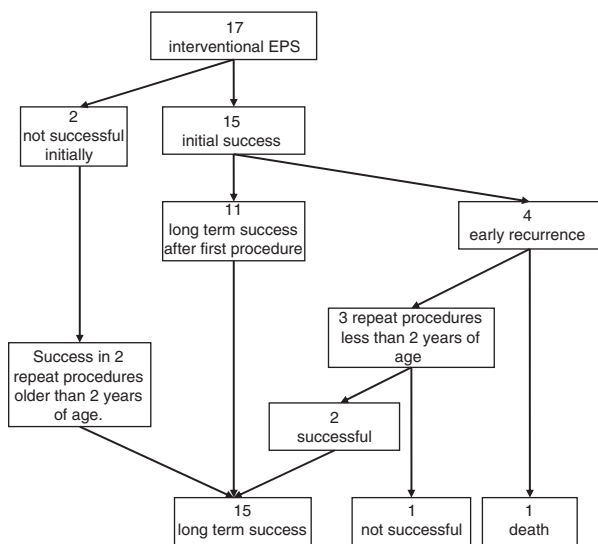 17
interventional EPS
2
not successful
initially
15
initial success
11
long term success
after first procedure
4
early recurrence
3 repeat procedures
less than 2 years of
age
Success in 2
repeat procedures
older than 2 years
of age.
2
successful
15
long term success
1
not successful
1
death